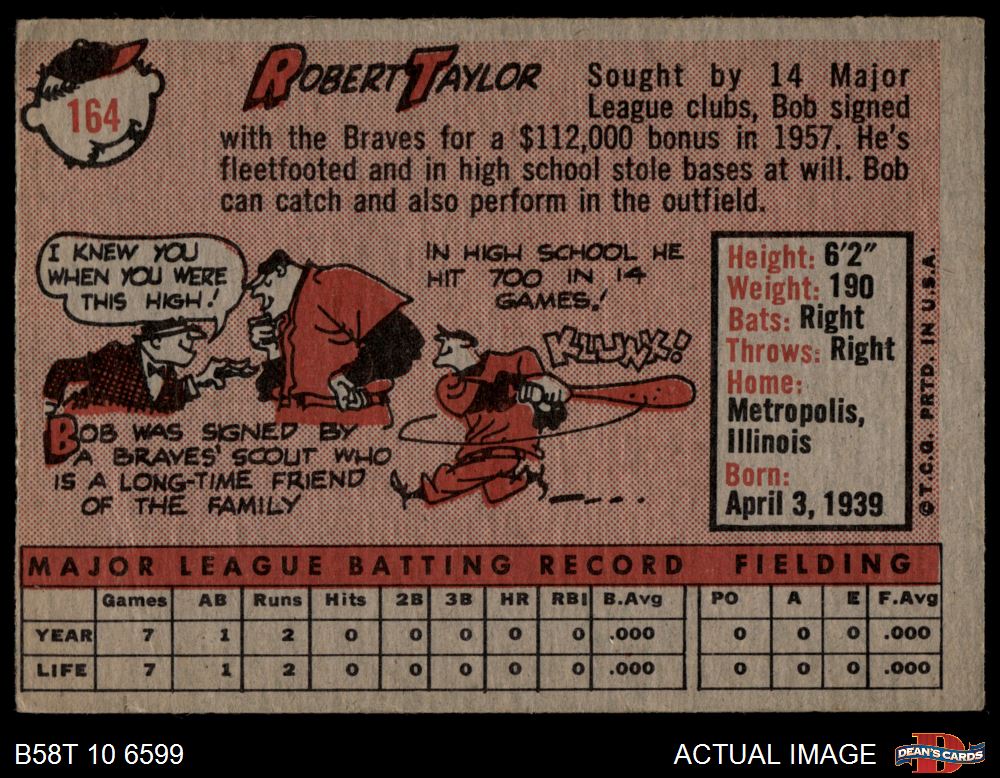 164
ROBERT TAYLOR
Sought by 14 Major
League clubs, Bob signed
with the Braves for a $112,000 bonus in 1957. He's
fleetfooted and in high school stole bases at will. Bob
can catch and also perform in the outfield.
I KNEW YOU
WHEN YOU WERE
THIS HIGH!
BOB WAS SIGNED BY
A BRAVES' SCOUT WHO
IS A LONG-TIME FRIEND
OF THE FAMILY
IN HIGH SCHOOL HE
HIT 700 IN 14
GAMES!
KLUNK!
Height: 6'2"
Weight: 190
Bats: Right
Throws: Right
Home:
Metropolis,
Illinois
Born:
April 3, 1939
© T.C.G. PRTD. IN U.S.A.
MAJOR LEAGUE BATTING RECORD FIELDING
Games AB Runs Hits 2B 3B HR RBI B.Avg PO A E F.Avg
YEAR 7 1 2 0 0 0 0 0 .000 0 0 0 .000
LIFE 7 1 2 0 0 0 0 0 .000 0 0 0 .000
B58T 10 6599
ACTUAL IMAGE
DEAN'S CARDS